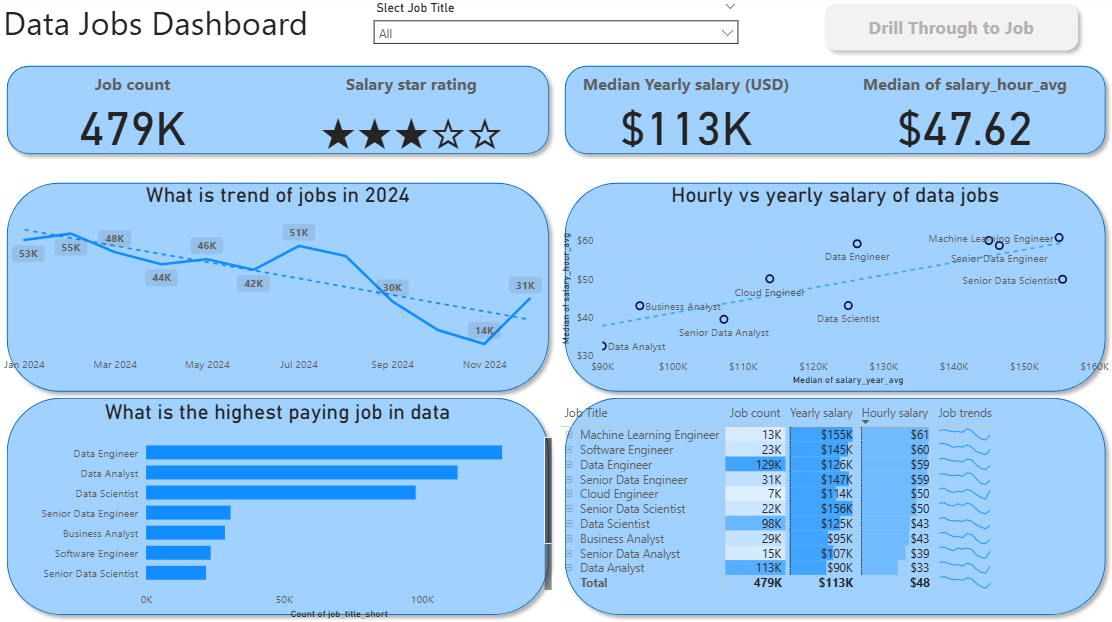 Data Jobs Dashboard
Slect Job Title
All
Drill Through to Job
Job count
479K
Salary star rating
★★★☆☆
Median Yearly salary (USD)
$113K
Median of salary_hour_avg
$47.62
What is trend of jobs in 2024
53K
55K
48K
44K
46K
42K
51K
30K
14K
31K
Jan 2024 Mar 2024 May 2024 Jul 2024 Sep 2024 Nov 2024
Hourly vs yearly salary of data jobs
Median of salary_hour_avg
$60
$50
$40
$30
Machine Learning Engineer
Data Engineer
Senior Data Engineer
Senior Data Scientist
Cloud Engineer
Business Analyst
Data Scientist
Senior Data Analyst
Data Analyst
$90K $100K $110K $120K $130K $140K $150K $160K
Median of salary_year_avg
What is the highest paying job in data
Data Engineer
Data Analyst
Data Scientist
Senior Data Engineer
Business Analyst
Software Engineer
Senior Data Scientist
0K 50K 100K
Count of job_title_short
Job Title Job count Yearly salary Hourly salary Job trends
Machine Learning Engineer 13K $155K $61
Software Engineer 23K $145K $60
Data Engineer 129K $126K $59
Senior Data Engineer 31K $147K $59
Cloud Engineer 7K $114K $50
Senior Data Scientist 22K $156K $50
Data Scientist 98K $125K $43
Business Analyst 29K $95K $43
Senior Data Analyst 15K $107K $39
Data Analyst 113K $90K $33
Total 479K $113K $48